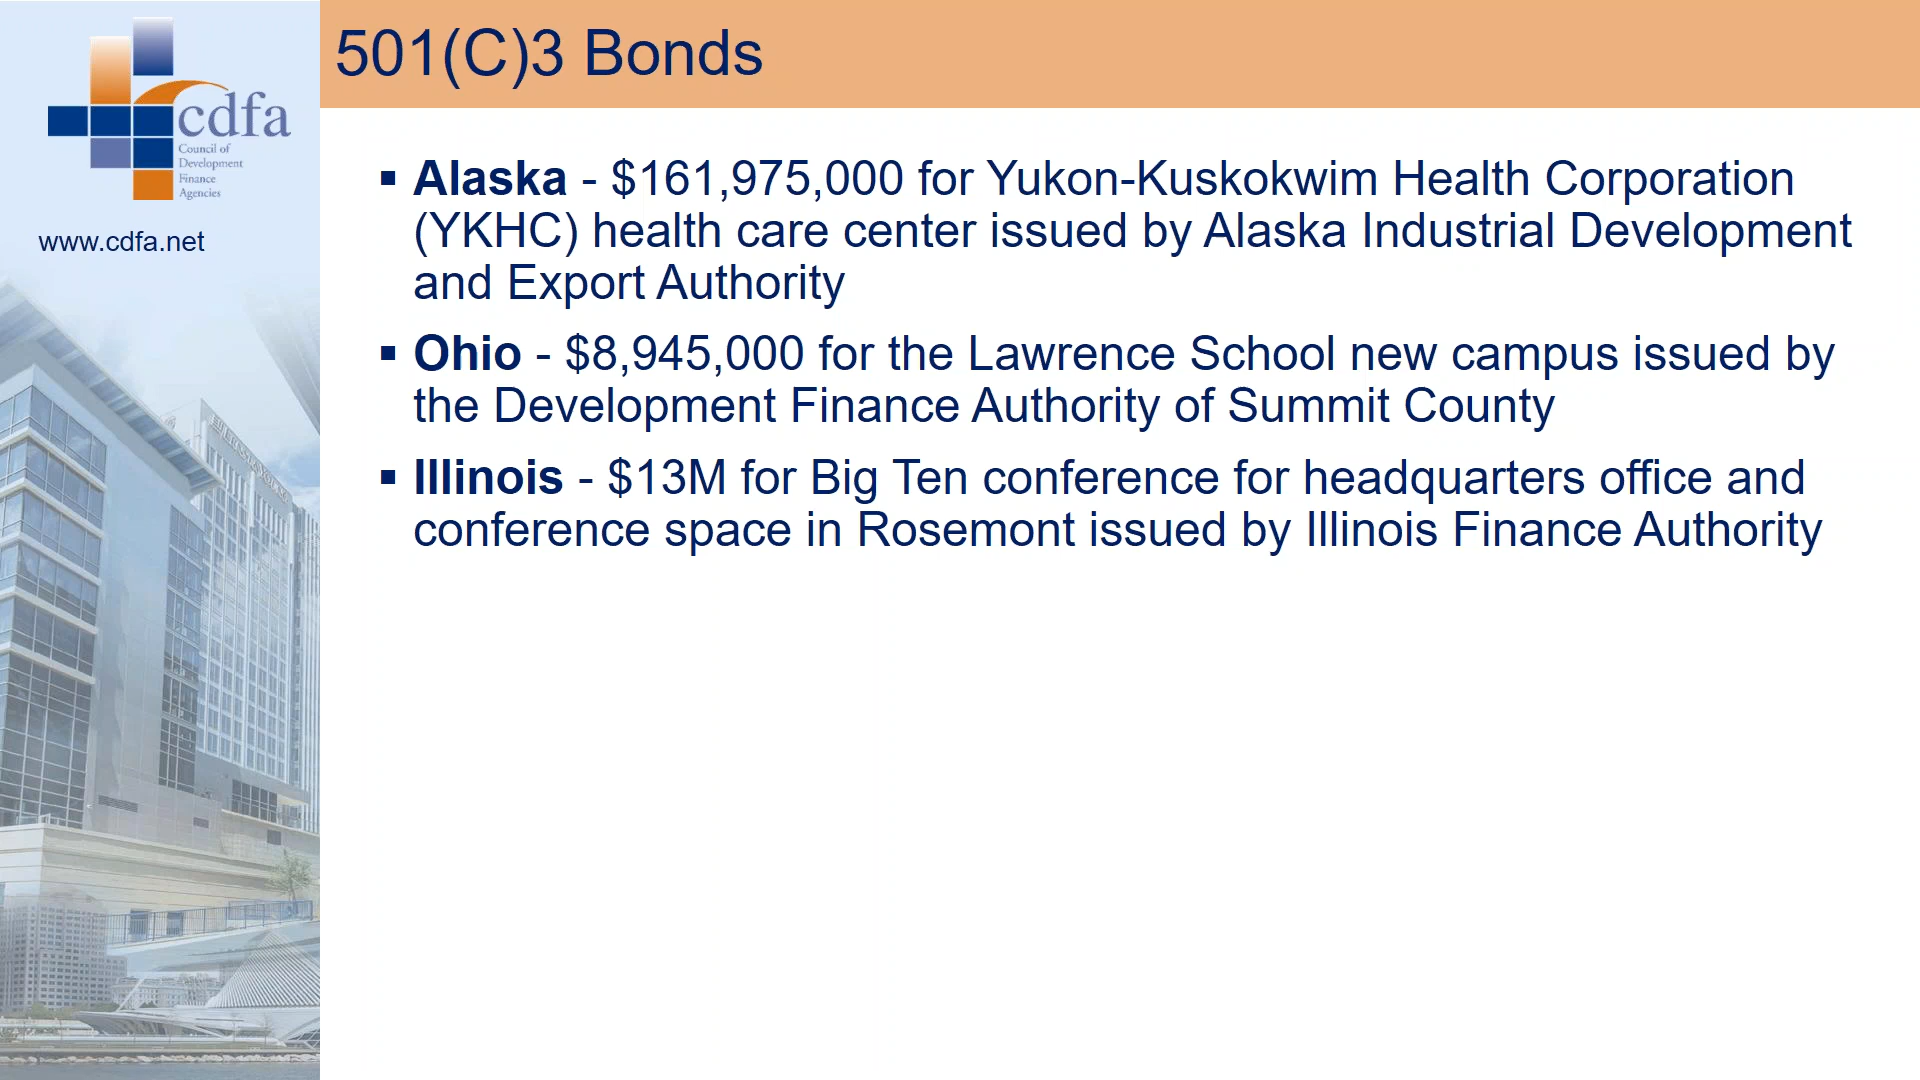 cdfa
Council of
Development
Finance
Agencies
www.cdfa.net
501(C)3 Bonds
▪ Alaska - $161,975,000 for Yukon-Kuskokwim Health Corporation
(YKHC) health care center issued by Alaska Industrial Development
and Export Authority
▪ Ohio - $8,945,000 for the Lawrence School new campus issued by
the Development Finance Authority of Summit County
▪ Illinois - $13M for Big Ten conference for headquarters office and
conference space in Rosemont issued by Illinois Finance Authority